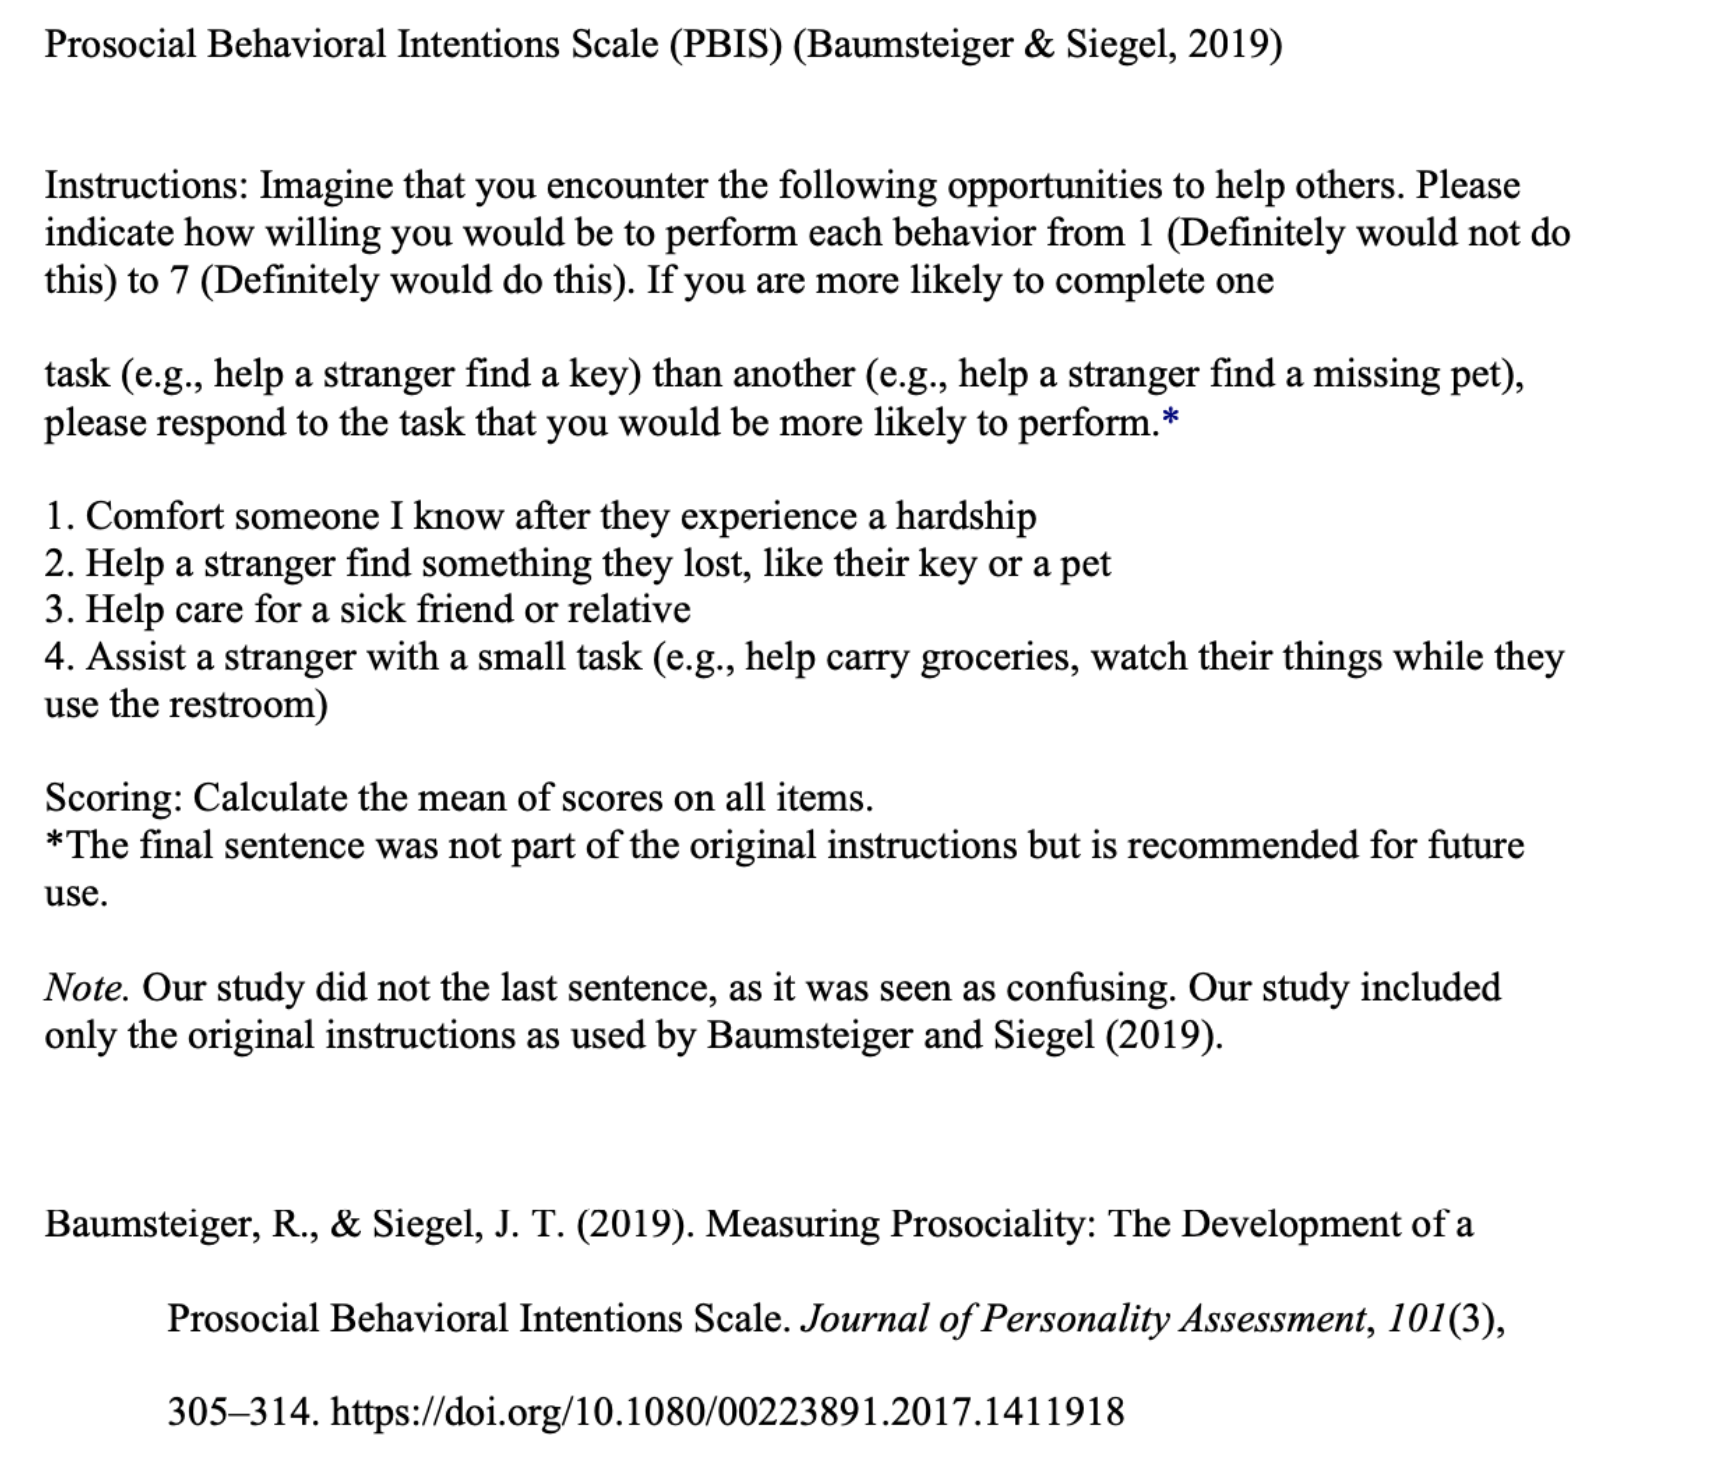 Prosocial Behavioral Intentions Scale (PBIS) (Baumsteiger & Siegel, 2019)
Instructions: Imagine that you encounter the following opportunities to help others. Please
indicate how willing you would be to perform each behavior from 1 (Definitely would not do
this) to 7 (Definitely would do this). If you are more likely to complete one
task (e.g., help a stranger find a key) than another (e.g., help a stranger find a missing pet),
please respond to the task that you would be more likely to perform.*
1. Comfort someone I know after they experience a hardship
2. Help a stranger find something they lost, like their key or a pet
3. Help care for a sick friend or relative
4. Assist a stranger with a small task (e.g., help carry groceries, watch their things while they
use the restroom)
Scoring: Calculate the mean of scores on all items.
*The final sentence was not part of the original instructions but is recommended for future
use.
Note. Our study did not the last sentence, as it was seen as confusing. Our study included
only the original instructions as used by Baumsteiger and Siegel (2019).
Baumsteiger, R., & Siegel, J. T. (2019). Measuring Prosociality: The Development of a
Prosocial Behavioral Intentions Scale. Journal of Personality Assessment, 101(3),
305–314. https://doi.org/10.1080/00223891.2017.1411918